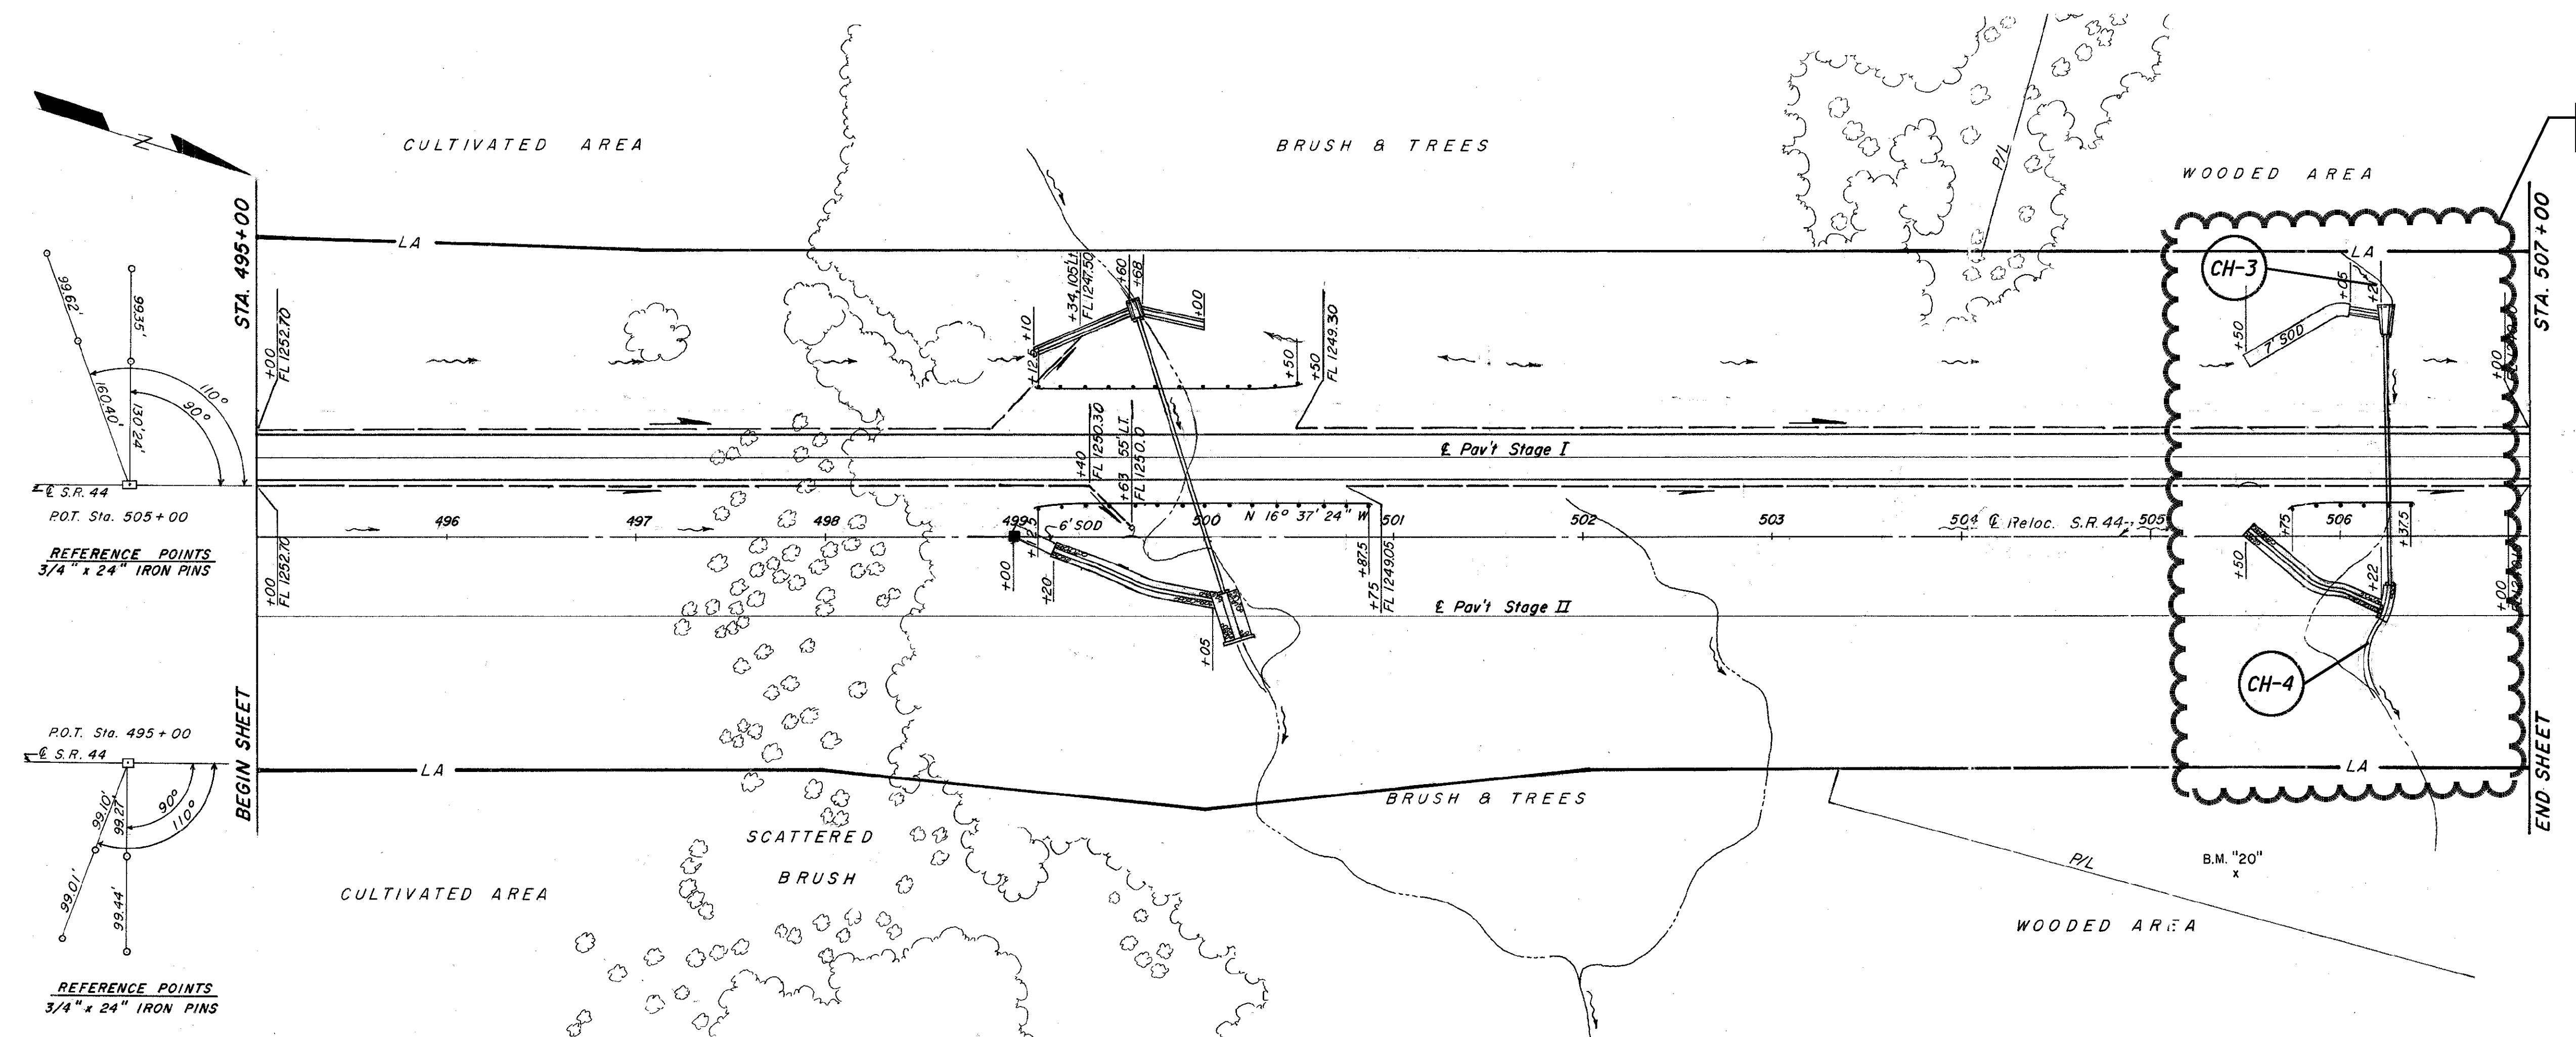 CULTIVATED AREA
BRUSH & TREES
WOODED AREA
P/L
N
STA. 495+00
STA. 507+00
LA
LA
CH-3
99.62'
99.35'
160.40'
130.24'
110°
90°
+00
FL 1252.70
+10
+12.5
+34, 105' Lt.
FL 1247.50
+60
+68
+00
+50
+50
FL 1249.30
+50
7' SOD
+05
+00
℄ Pav't Stage I
+40
FL 1250.30
+63 55' LT.
FL 1250.0
℄ S.R. 44
P.O.T. Sta. 505+00
REFERENCE POINTS
3/4" x 24" IRON PINS
496
497
498
499
500
501
502
503
504
505
506
6' SOD
N 16° 37' 24" W
℄ Reloc. S.R. 44
+00
FL 1252.70
+00
+20
+05
+87.5
+75
FL 1249.05
+50
+75
+22
+37.5
+00
℄ Pav't Stage II
CH-4
P.O.T. Sta. 495+00
℄ S.R. 44
90°
110°
99.10'
99.27'
99.01'
99.44'
REFERENCE POINTS
3/4" x 24" IRON PINS
BEGIN SHEET
END SHEET
LA
LA
BRUSH & TREES
SCATTERED
BRUSH
CULTIVATED AREA
P/L
B.M. "20"
x
WOODED AREA